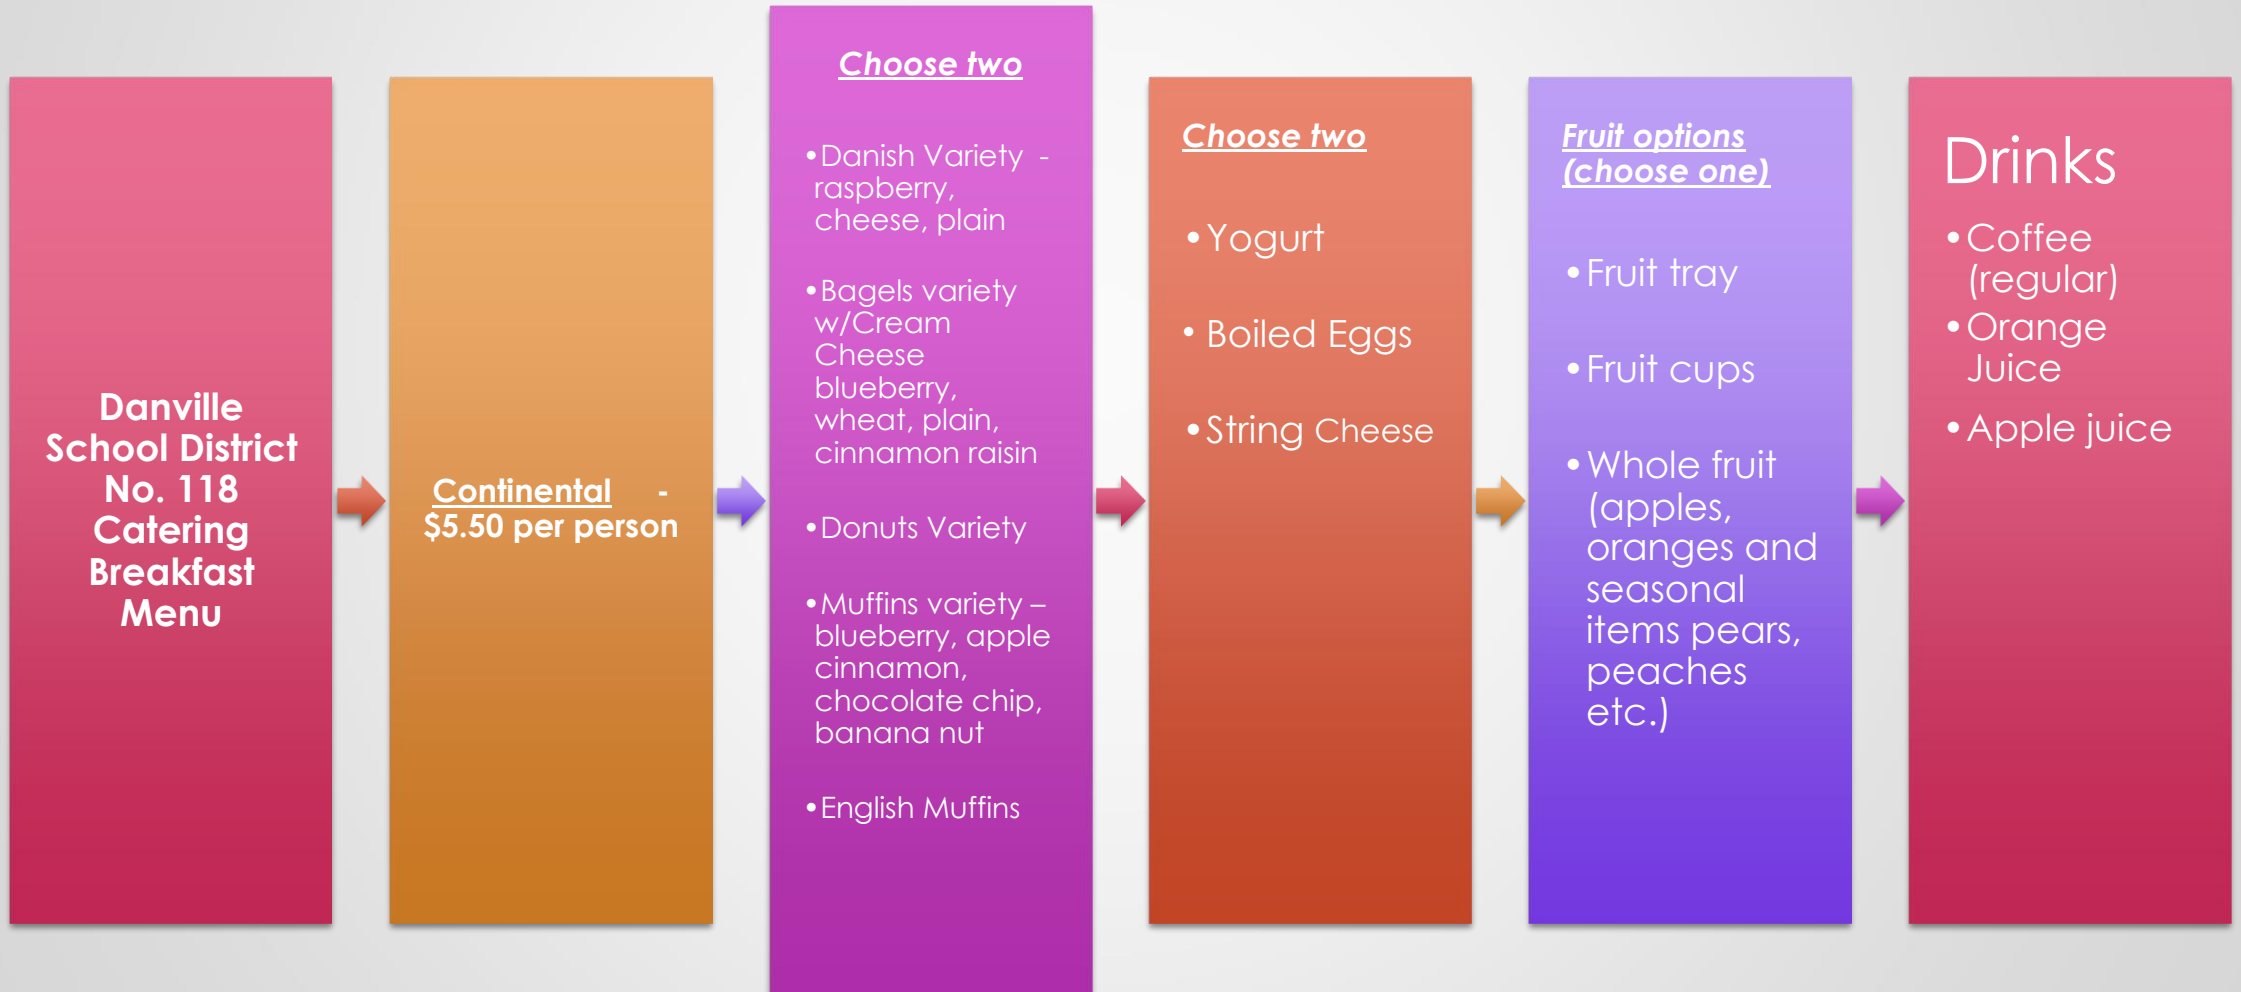 Danville
School District
No. 118
Catering
Breakfast
Menu
Continental -
$5.50 per person
Choose two
•Danish Variety -
raspberry,
cheese, plain
•Bagels variety
w/Cream
Cheese
blueberry,
wheat, plain,
cinnamon raisin
•Donuts Variety
•Muffins variety –
blueberry, apple
cinnamon,
chocolate chip,
banana nut
•English Muffins
Choose two
•Yogurt
• Boiled Eggs
•String Cheese
Fruit options
(choose one)
•Fruit tray
•Fruit cups
•Whole fruit
(apples,
oranges and
seasonal
items pears,
peaches
etc.)
Drinks
•Coffee
(regular)
•Orange
Juice
•Apple juice